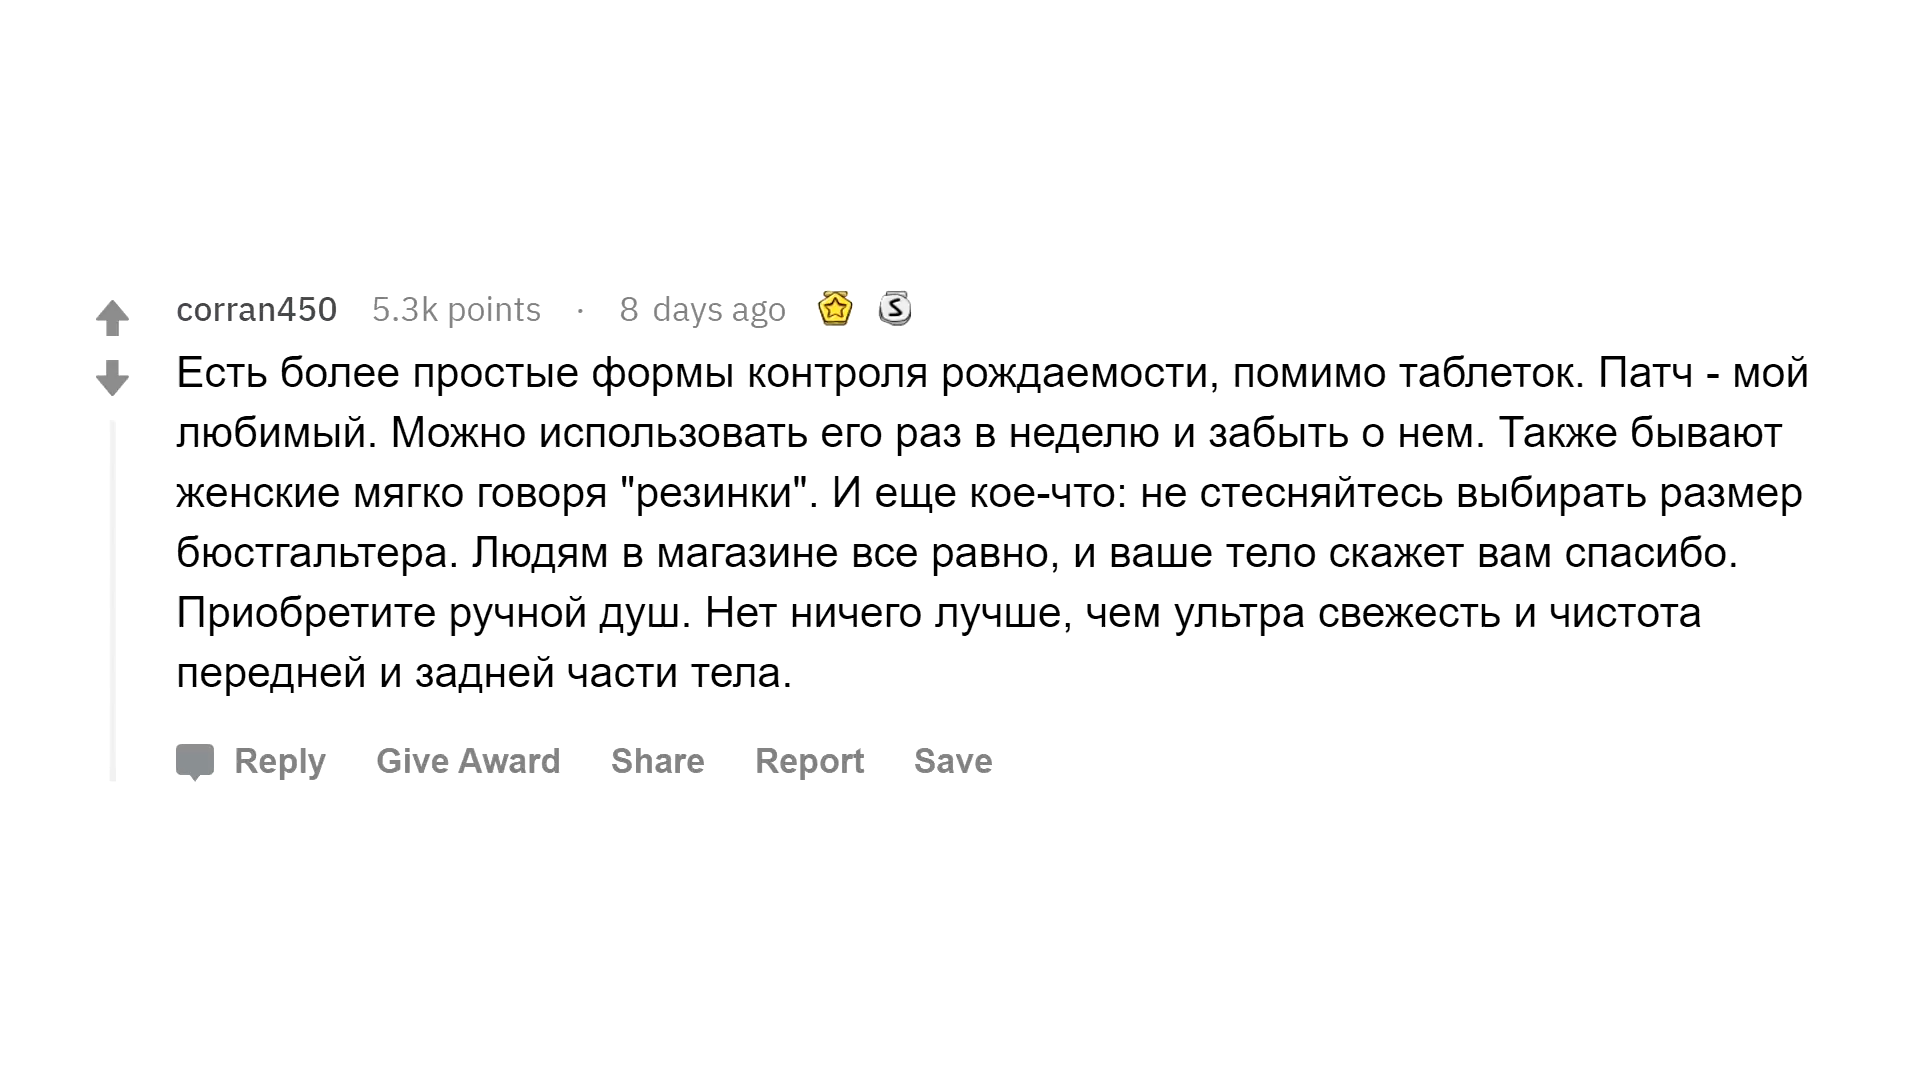 corran450 5.3k points · 8 days ago
Есть более простые формы контроля рождаемости, помимо таблеток. Патч - мой
любимый. Можно использовать его раз в неделю и забыть о нем. Также бывают
женские мягко говоря "резинки". И еще кое-что: не стесняйтесь выбирать размер
бюстгальтера. Людям в магазине все равно, и ваше тело скажет вам спасибо.
Приобретите ручной душ. Нет ничего лучше, чем ультра свежесть и чистота
передней и задней части тела.
Reply Give Award Share Report Save